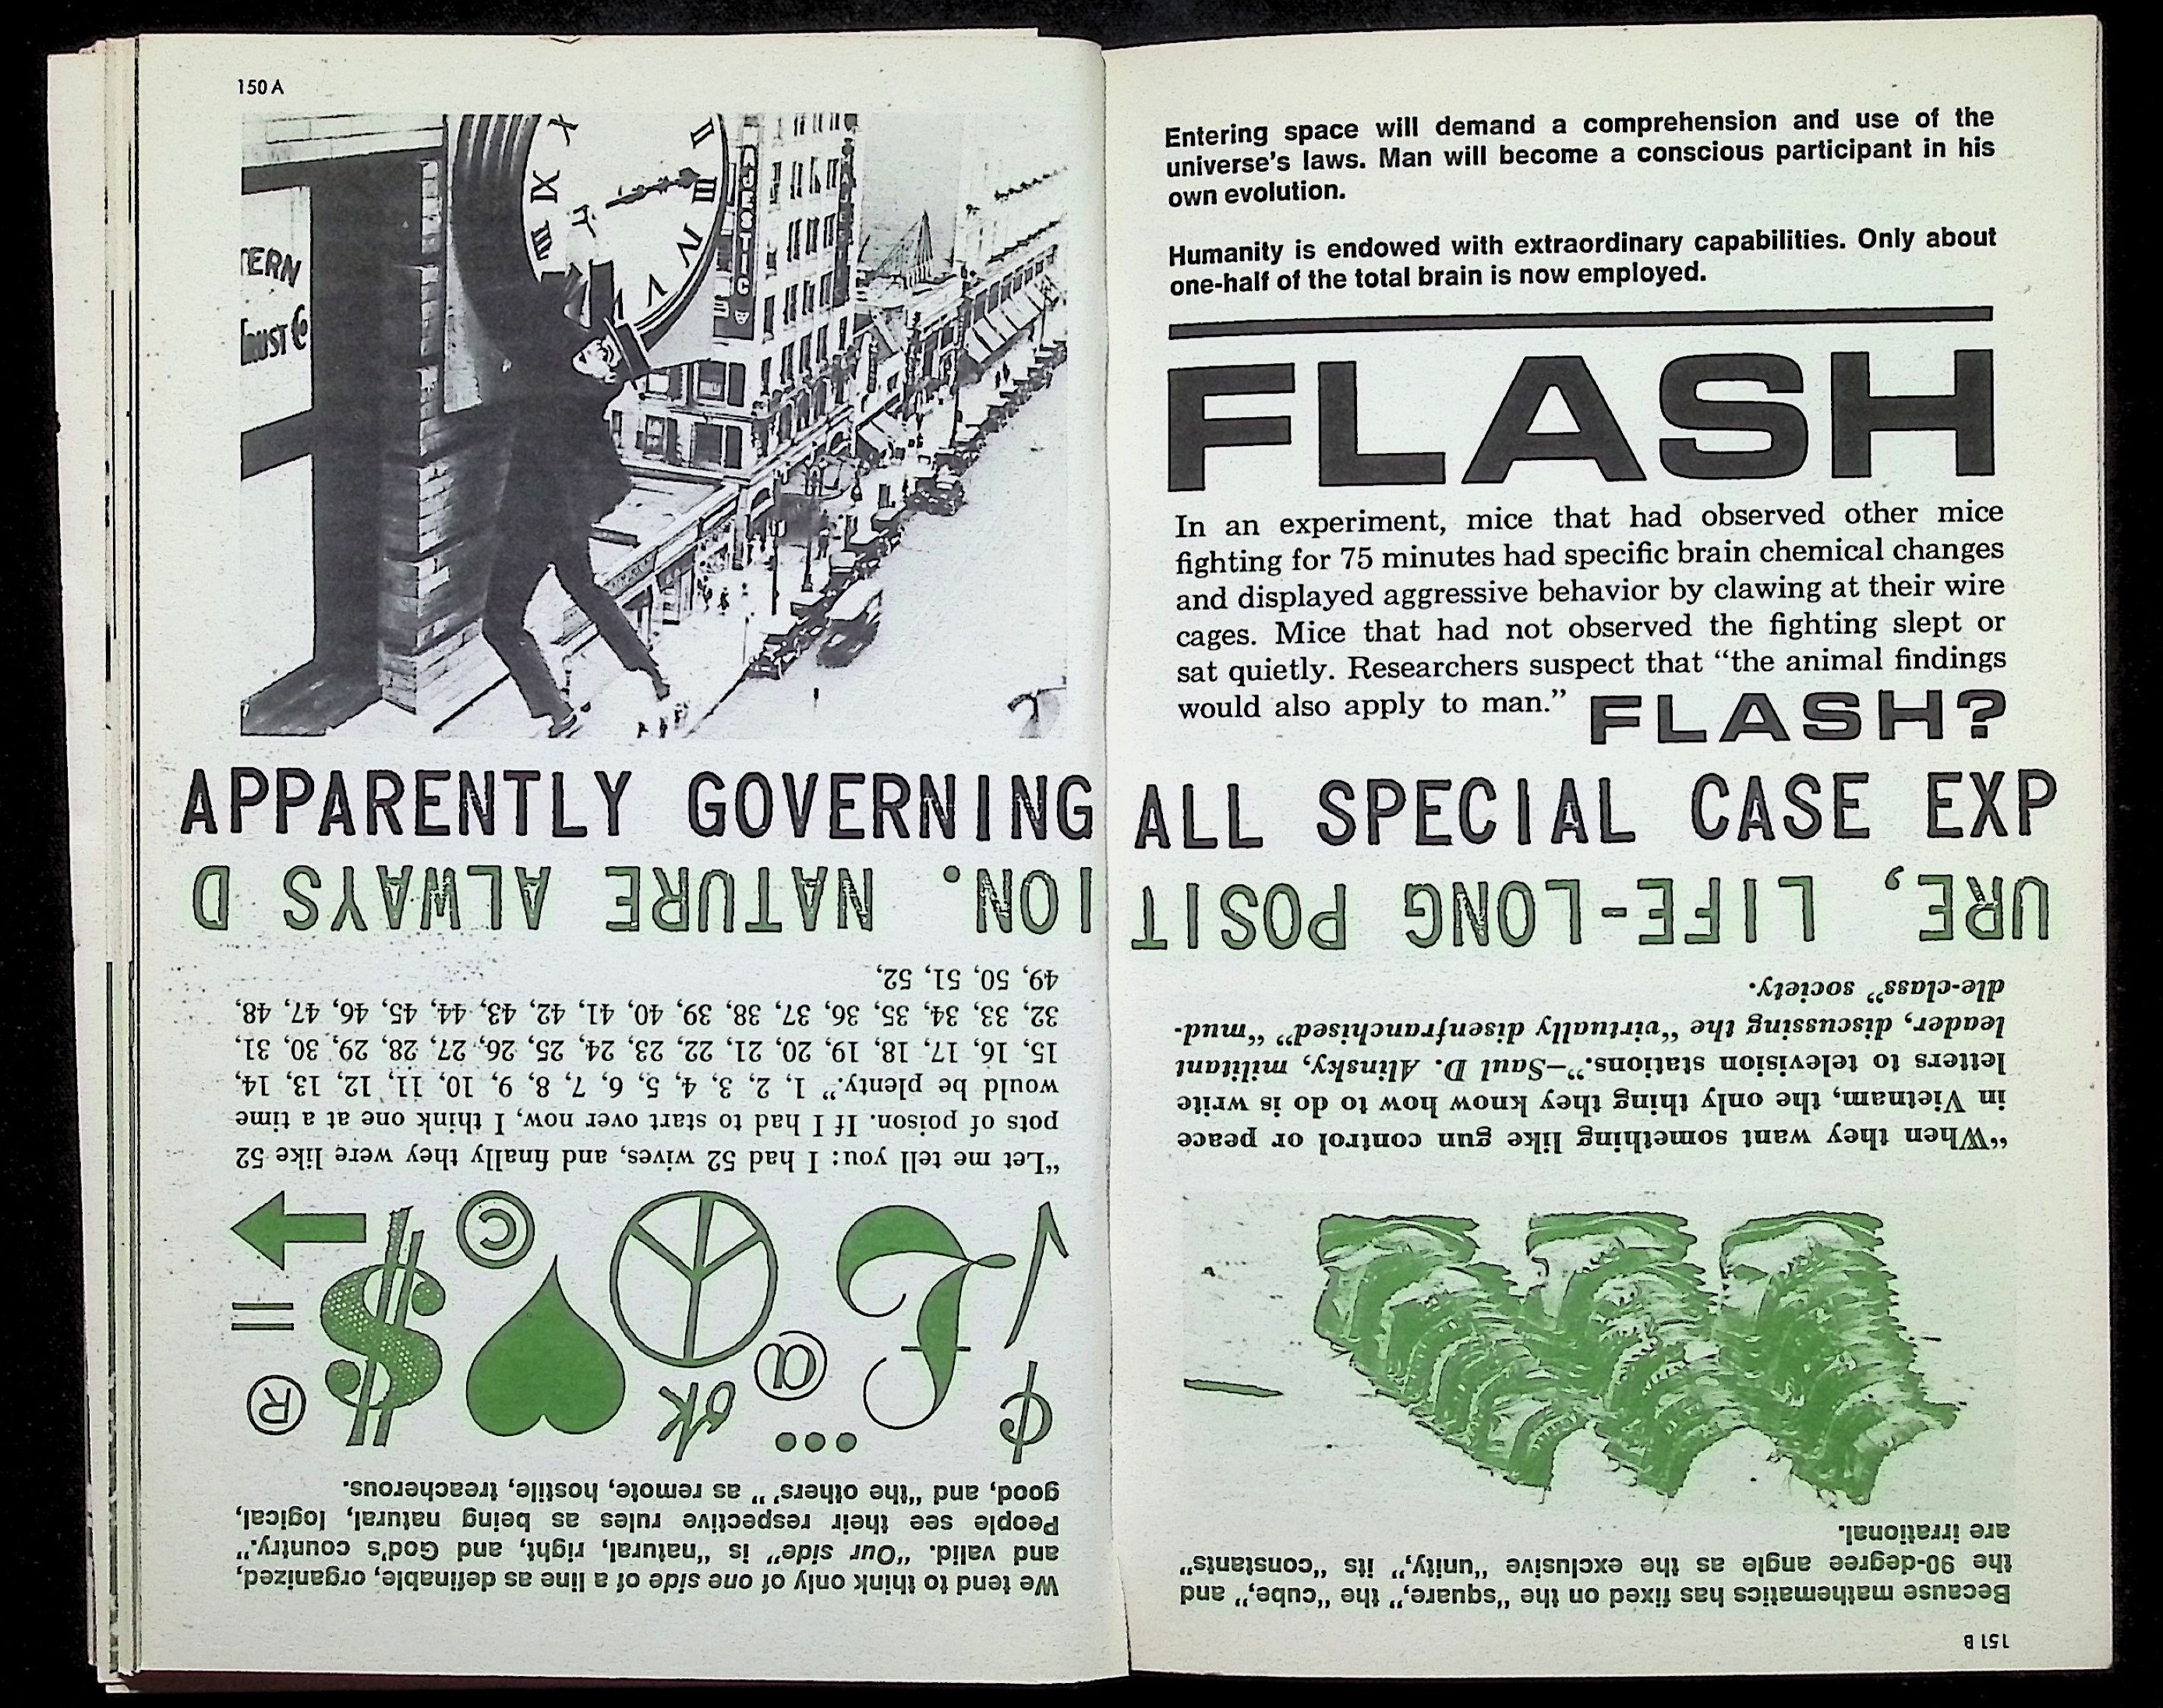 150 A
ERN
TRUST Co
MAJESTIC
X
IX
VIII
II
III
IV
V
APPARENTLY GOVERNING
Entering space will demand a comprehension and use of the
universe's laws. Man will become a conscious participant in his
own evolution.
Humanity is endowed with extraordinary capabilities. Only about
one-half of the total brain is now employed.
FLASH
In an experiment, mice that had observed other mice
fighting for 75 minutes had specific brain chemical changes
and displayed aggressive behavior by clawing at their wire
cages. Mice that had not observed the fighting slept or
sat quietly. Researchers suspect that “the animal findings
would also apply to man.” FLASH?
ALL SPECIAL CASE EXP
151 B
Because mathematics has fixed on the “square,” the “cube,” and
the 90-degree angle as the exclusive “unity,” its “constants”
are irrational.
“When they want something like gun control or peace
in Vietnam, the only thing they know how to do is write
letters to television stations.”—Saul D. Alinsky, militant
leader, discussing the “virtually disenfranchised” “mud-
dle-class” society.
URE, LIFE-LONG POSIT
We tend to think only of one side of a line as definable, organized,
and valid. “Our side” is “natural, right, and God's country.”
People see their respective rules as being natural, logical,
good, and “the others'” as remote, hostile, treacherous.
¢ ... ok @ ® $ © =
“Let me tell you: I had 52 wives, and finally they were like 52
pots of poison. If I had to start over now, I think one at a time
would be plenty.” 1, 2, 3, 4, 5, 6, 7, 8, 9, 10, 11, 12, 13, 14,
15, 16, 17, 18, 19, 20, 21, 22, 23, 24, 25, 26, 27, 28, 29, 30, 31,
32, 33, 34, 35, 36, 37, 38, 39, 40, 41, 42, 43, 44, 45, 46, 47, 48,
49, 50, 51, 52,
ION. NATURE ALWAYS D